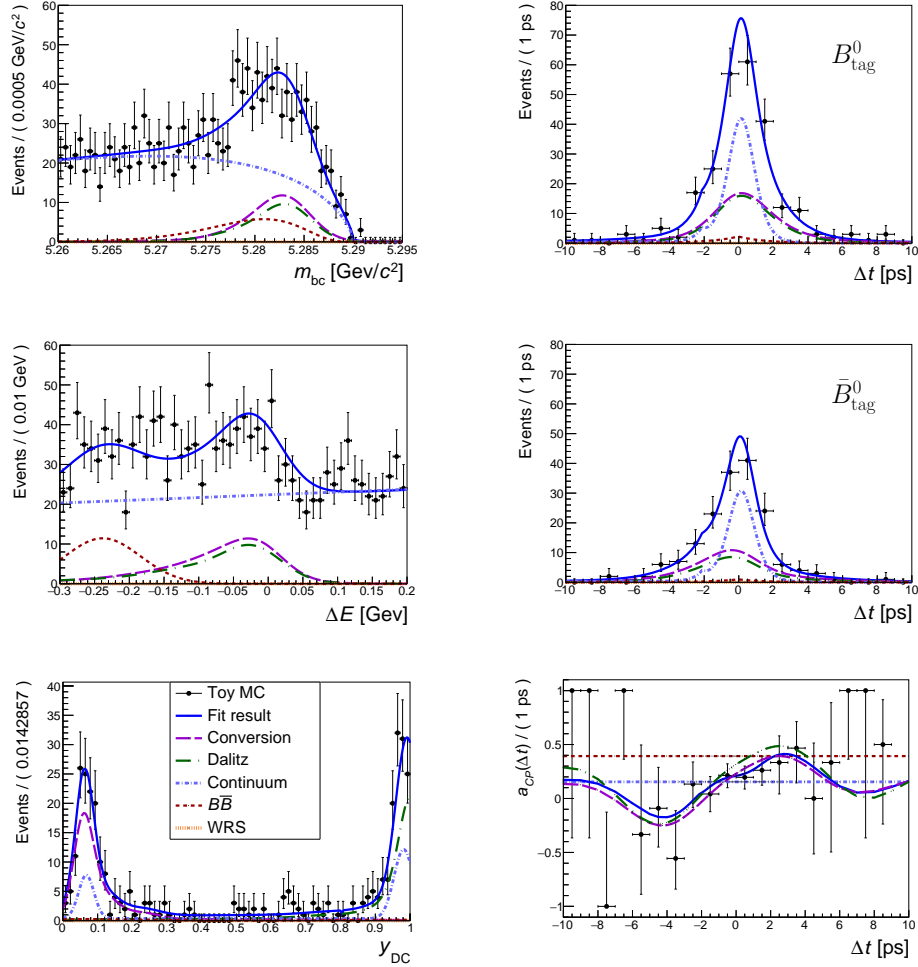 Events / ( 0.0005 GeV/c²)
60
50
40
30
20
10
0
5.26 5.265 5.27 5.275 5.28 5.285 5.29 5.295
m_bc [Gev/c²]
Events / ( 1 ps)
80
70
60
50
40
30
20
10
0
B⁰_tag
−10 −8 −6 −4 −2 0 2 4 6 8 10
Δt [ps]
Events / ( 0.01 GeV)
60
50
40
30
20
10
0
-0.3 -0.25 -0.2 -0.15 -0.1 -0.05 0 0.05 0.1 0.15 0.2
ΔE [Gev]
Events / ( 1 ps )
80
70
60
50
40
30
20
10
0
B̄⁰_tag
−10 −8 −6 −4 −2 0 2 4 6 8 10
Δt [ps]
Events / ( 0.0142857)
40
35
30
25
20
15
10
5
0
Toy MC
Fit result
Conversion
Dalitz
Continuum
BB̄
WRS
0 0.1 0.2 0.3 0.4 0.5 0.6 0.7 0.8 0.9 1
y_DC
a_CP(Δt) / ( 1 ps )
1
0.5
0
−0.5
−1
−10 −8 −6 −4 −2 0 2 4 6 8 10
Δt [ps]